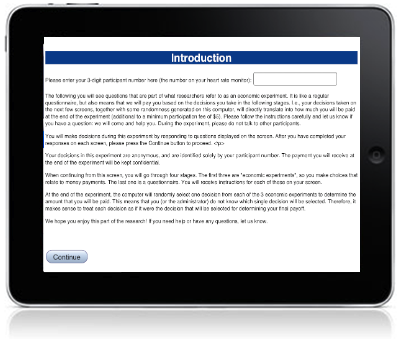 Introduction
Please enter your 3-digit participant number here (the number on your heart rate monitor):
The following you will see questions that are part of what researchers refer to as an economic experiment. It is like a regular
questionnaire, but also means that we will pay you based on the decisions you take in the following stages. I.e., your decisions taken on
the next few screens, together with some randomness generated on this computer, will directly translate into how much you will be paid
at the end of the experiment (additional to a minimum participation fee of $5). Please follow the instructions carefully and let us know if
you have a question: we will come and help you. During the experiment, please do not talk to other participants.
You will make decisions during this experiment by responding to questions displayed on the screen. After you have completed your
responses on each screen, please press the Continue button to proceed. <p>
Your decisions in this experiment are anonymous, and are identified solely by your participant number. The payment you will receive at
the end of the experiment will be kept confidential.
When continuing from this screen, you will go through four stages. The first three are "economic experiments", so you make choices that
relate to money payments. The last one is a questionnaire. You will receive instructions for each of these on your screen.
At the end of the experiment, the computer will randomly select one decision from each of the 3 economic experiments to determine the
amount that you will be paid. This means that you (or the administrator) do not know which single decision will be selected. Therefore, it
makes sense to treat each decision as if it were the decision that will be selected for determining your final payoff.
We hope you enjoy this part of the research! If you need help or have any questions, let us know.
Continue